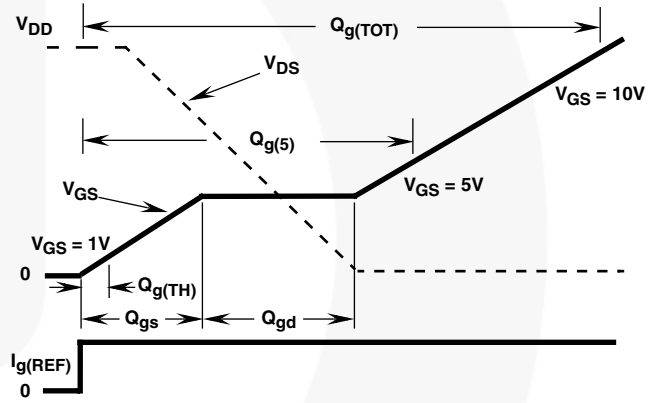 V_DD
Q_g(TOT)
V_DS
V_GS = 10V
Q_g(5)
V_GS
V_GS = 5V
V_GS = 1V
0
Q_g(TH)
Q_gs
Q_gd
I_g(REF)
0